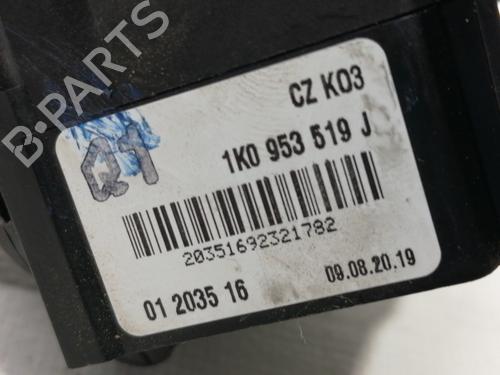 B-PARTS
CZ K03
Q1
1K0 953 519 J
20351692321782
01 2035 16
09.08.20.19